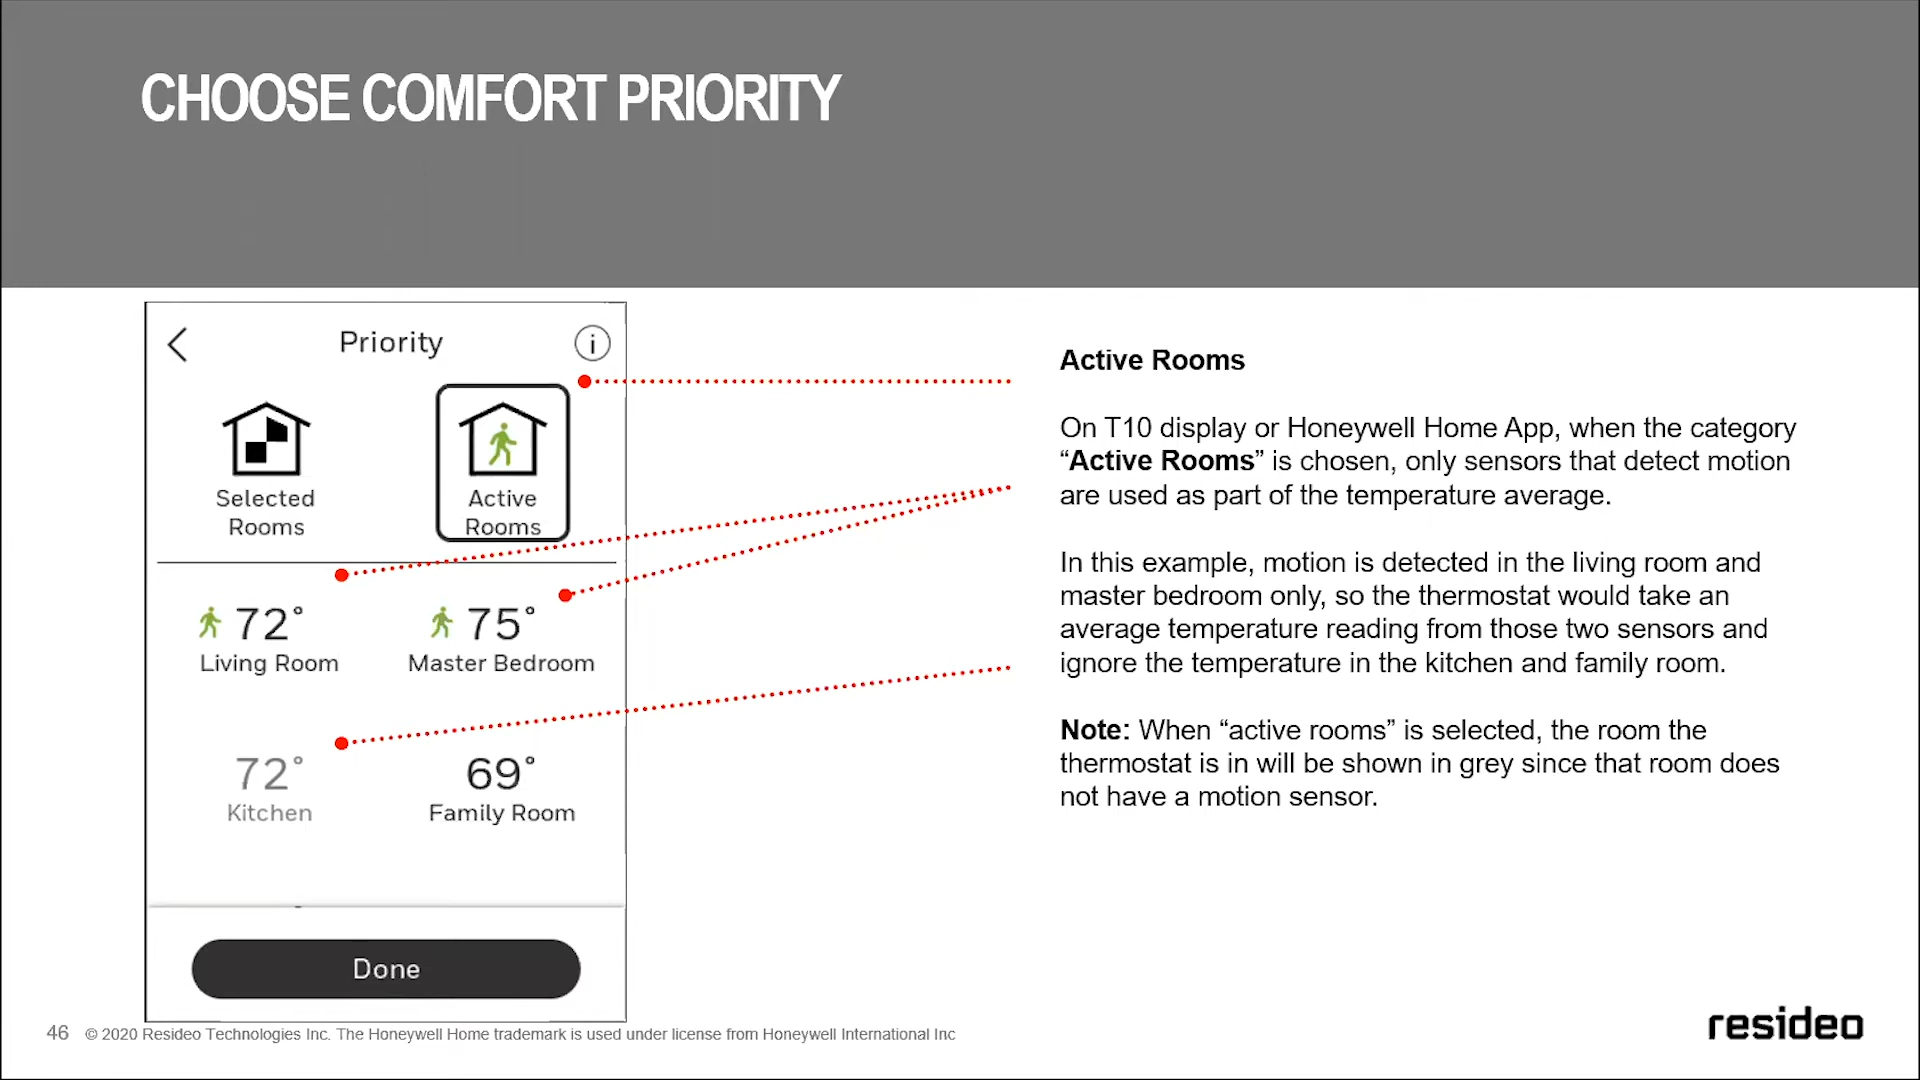 CHOOSE COMFORT PRIORITY
Priority
i
Selected
Rooms
Active
Rooms
72°
Living Room
75°
Master Bedroom
72°
Kitchen
69°
Family Room
Done
Active Rooms
On T10 display or Honeywell Home App, when the category
“Active Rooms” is chosen, only sensors that detect motion
are used as part of the temperature average.
In this example, motion is detected in the living room and
master bedroom only, so the thermostat would take an
average temperature reading from those two sensors and
ignore the temperature in the kitchen and family room.
Note: When “active rooms” is selected, the room the
thermostat is in will be shown in grey since that room does
not have a motion sensor.
46 © 2020 Resideo Technologies Inc. The Honeywell Home trademark is used under license from Honeywell International Inc
resideo